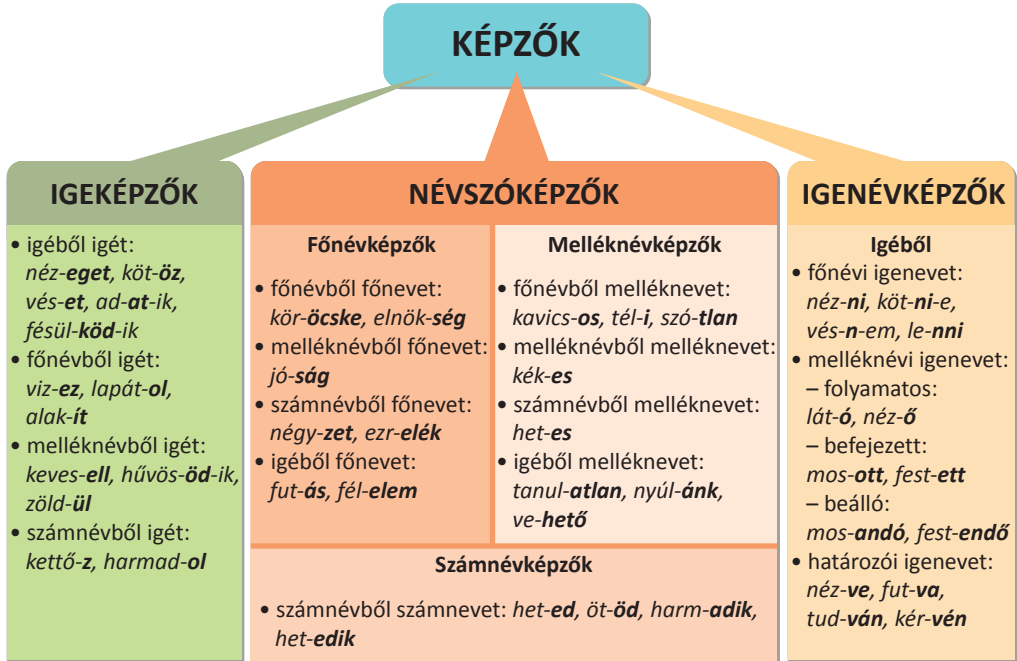 KÉPZŐK
IGEKÉPZŐK
• igéből igét:
néz-eget, köt-öz,
vés-et, ad-at-ik,
fésül-köd-ik
• főnévből igét:
viz-ez, lapát-ol,
alak-ít
• melléknévből igét:
keves-ell, hűvös-öd-ik,
zöld-ül
• számnévből igét:
kettő-z, harmad-ol
NÉVSZÓKÉPZŐK
Főnévképzők
• főnévből főnevet:
kör-öcske, elnök-ség
• melléknévből főnevet:
jó-ság
• számnévből főnevet:
négy-zet, ezr-elék
• igéből főnevet:
fut-ás, fél-elem
Melléknévképzők
• főnévből melléknevet:
kavics-os, tél-i, szó-tlan
• melléknévből melléknevet:
kék-es
• számnévből melléknevet:
het-es
• igéből melléknevet:
tanul-atlan, nyúl-ánk,
ve-hető
Számnévképzők
• számnévből számnevet: het-ed, öt-öd, harm-adik,
het-edik
IGENÉVKÉPZŐK
Igéből
• főnévi igenevet:
néz-ni, köt-ni-e,
vés-n-em, le-nni
• melléknévi igenevet:
– folyamatos:
lát-ó, néz-ő
– befejezett:
mos-ott, fest-ett
– beálló:
mos-andó, fest-endő
• határozói igenevet:
néz-ve, fut-va,
tud-ván, kér-vén